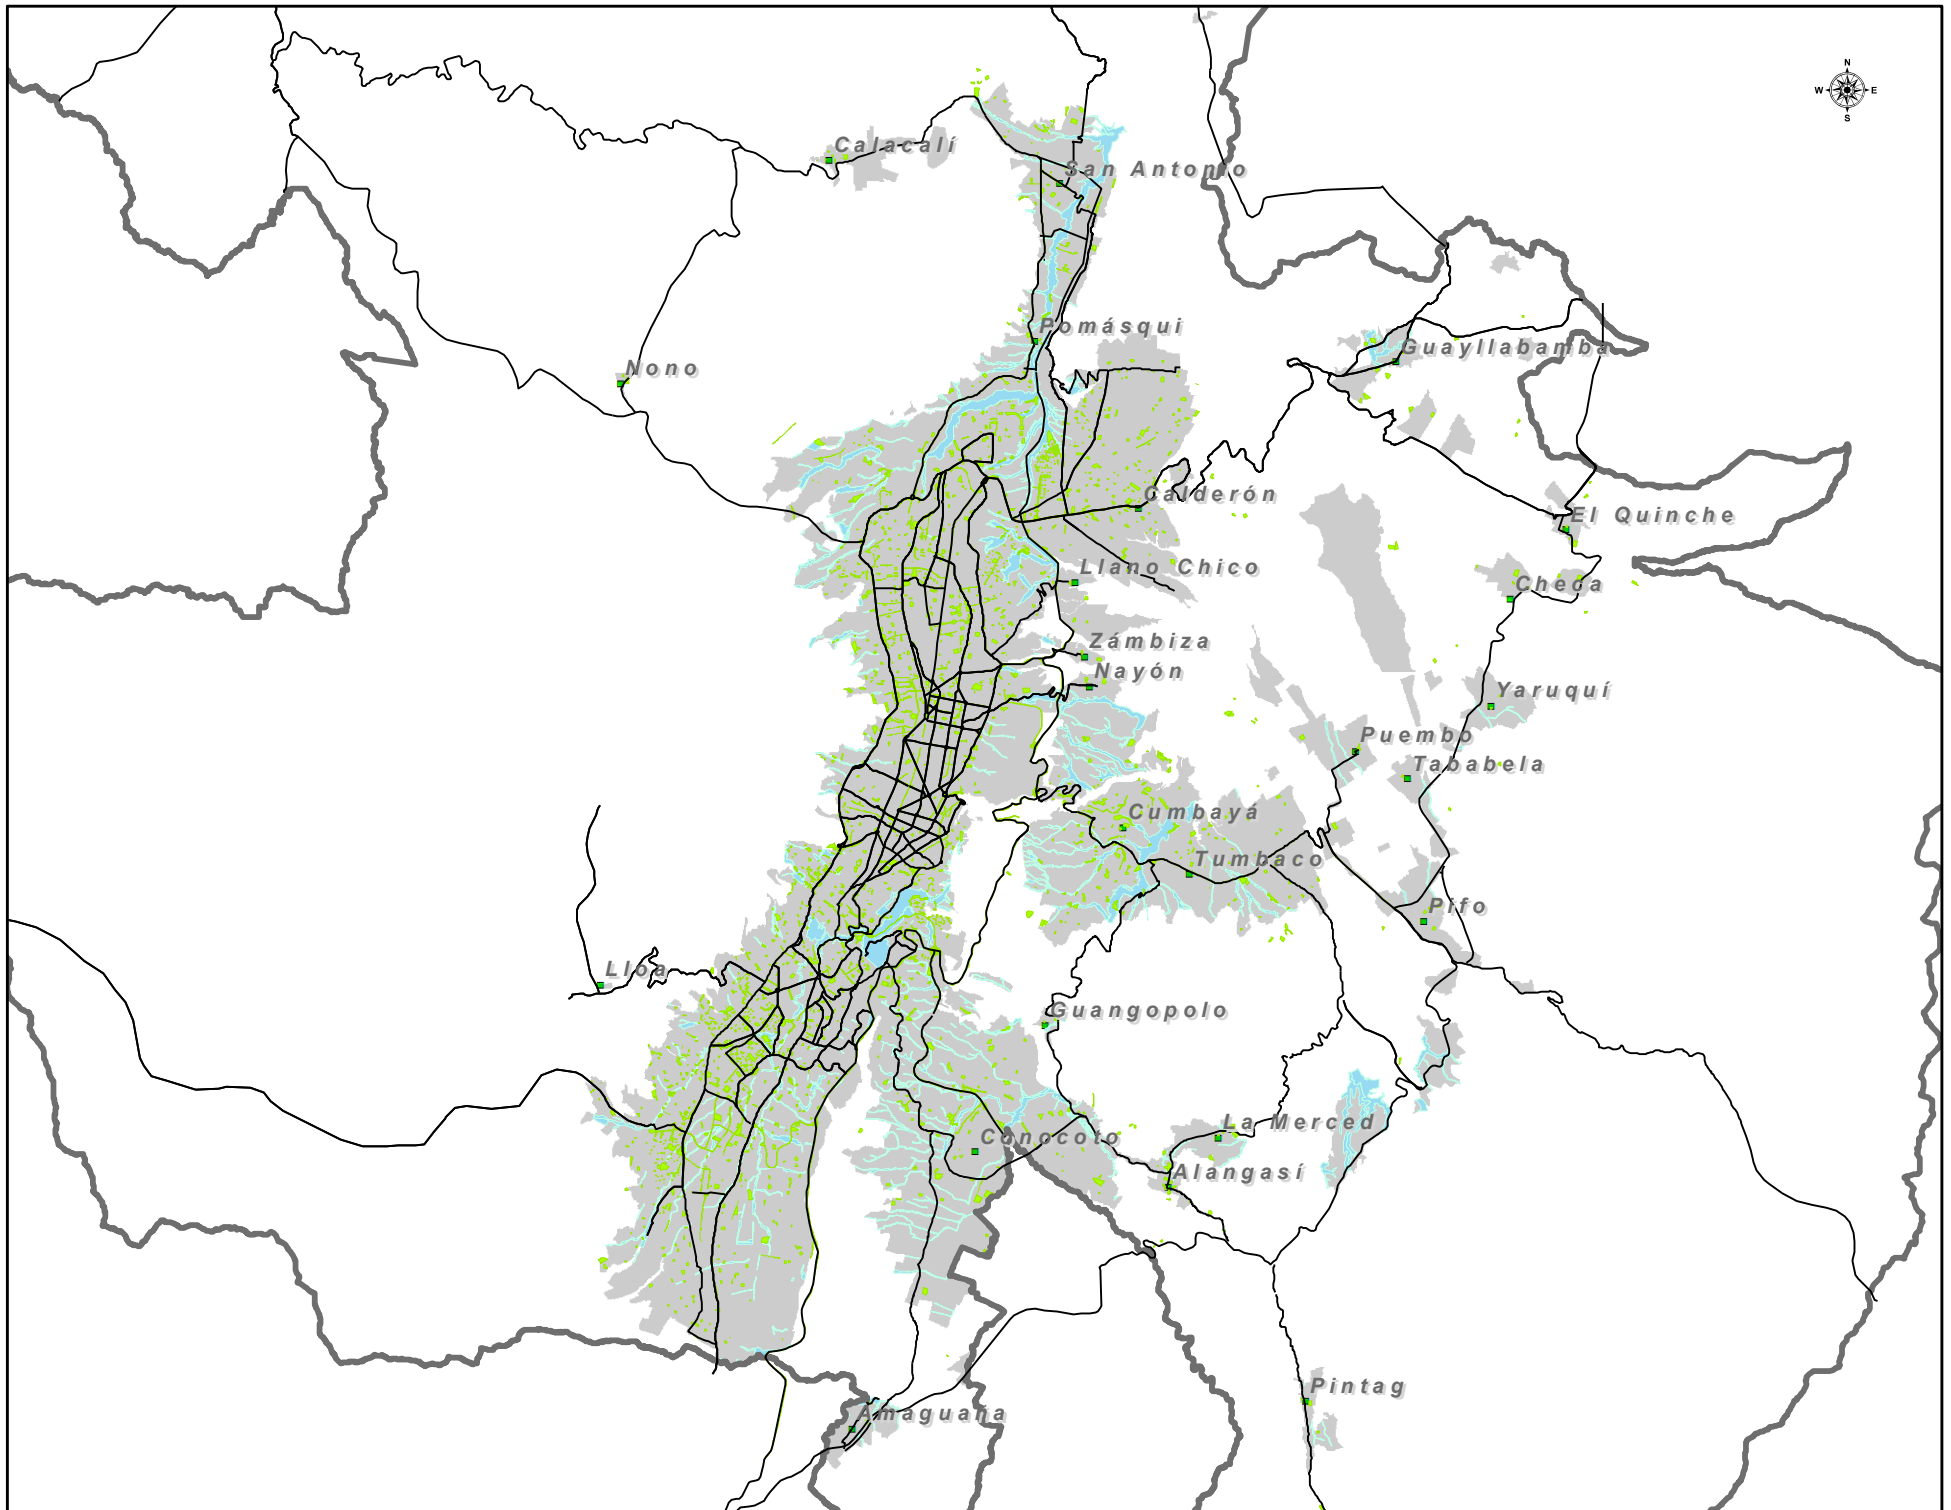 N
W E
S
Calacalí
San Antonio
Pomásqui
Guayllabamba
Nono
Calderón
El Quinche
Llano Chico
Checa
Zámbiza
Nayón
Yaruquí
Puembo
Tababela
Cumbayá
Tumbaco
Pifo
Lloa
Guangopolo
La Merced
Conocoto
Alangasí
Pintag
Amaguaña